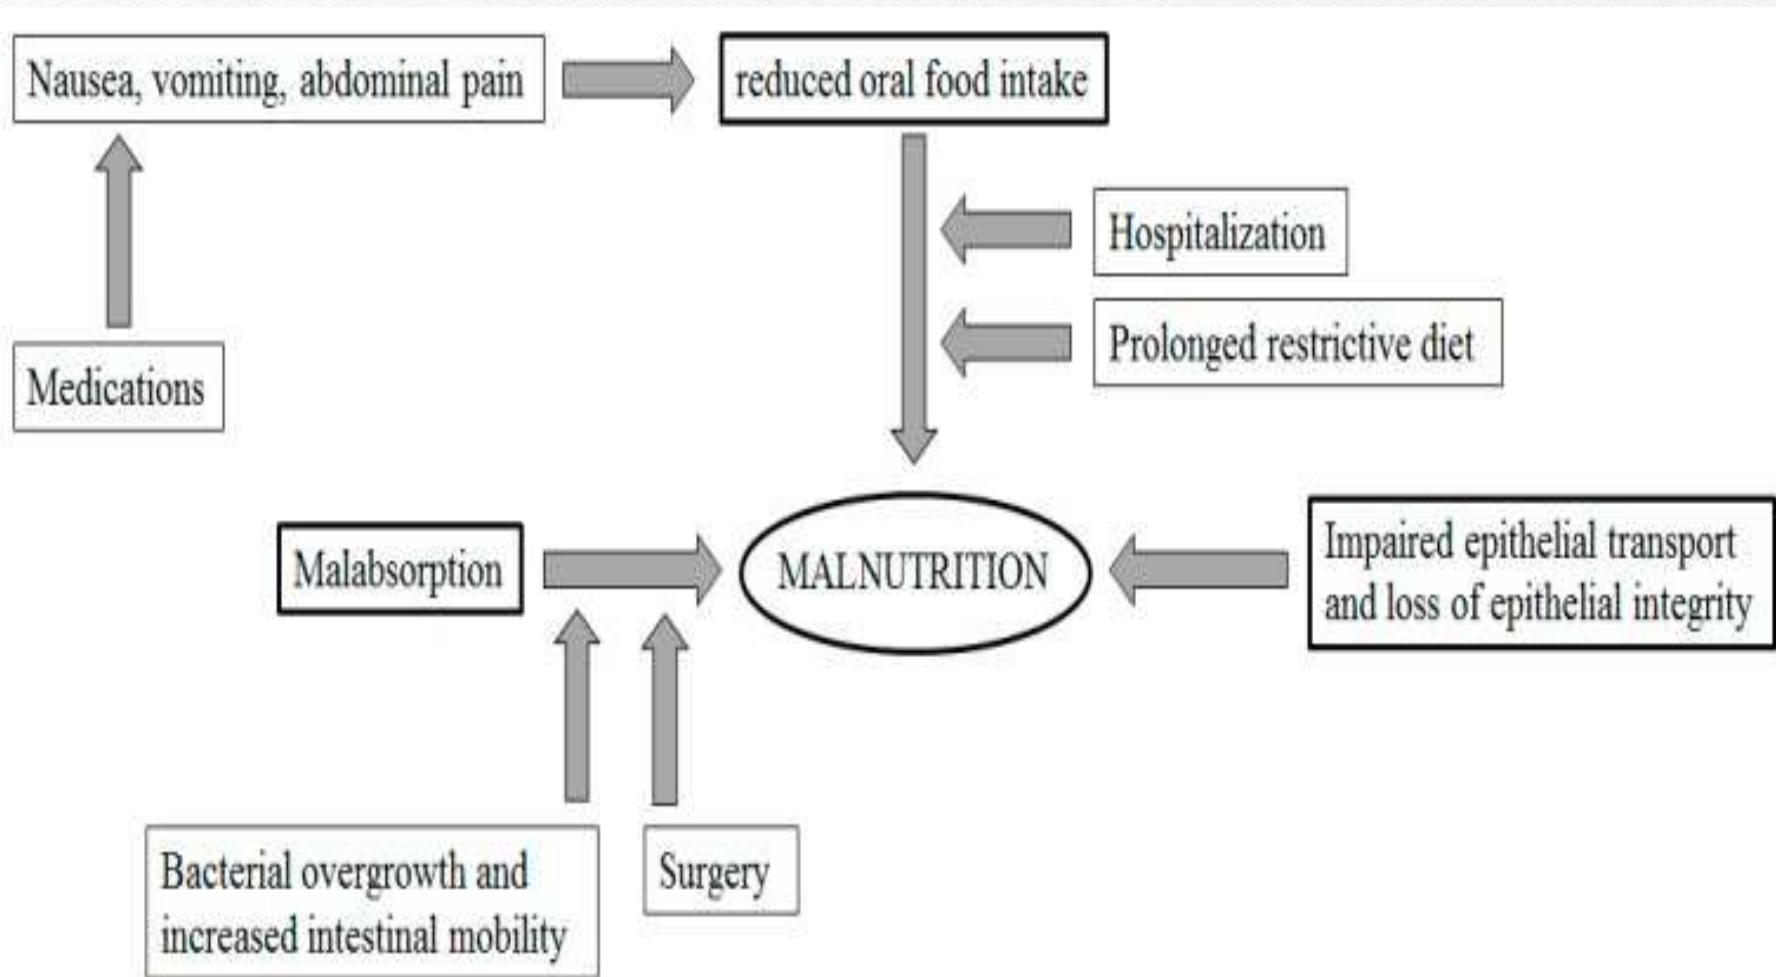 Nausea, vomiting, abdominal pain
reduced oral food intake
Hospitalization
Prolonged restrictive diet
Medications
Malabsorption
MALNUTRITION
Impaired epithelial transport
and loss of epithelial integrity
Bacterial overgrowth and
increased intestinal mobility
Surgery